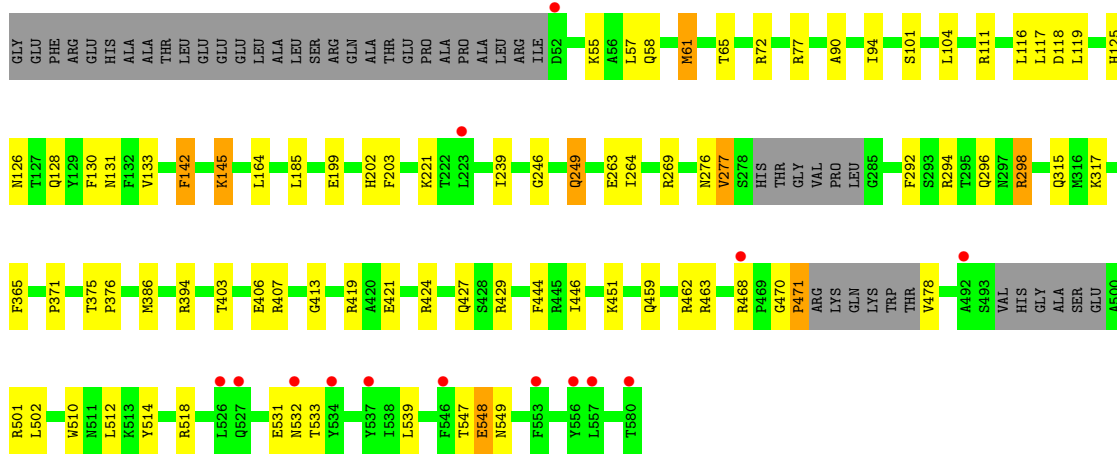 GLY GLU PHE ARG GLU HIS ALA ALA THR LEU GLU GLU GLU LEU ALA LEU SER ARG GLN ALA THR GLU PRO ALA PRO ALA LEU ARG ILE D52 K55 A56 L57 Q58 M61 T65 R72 R77 A90 I94 S101 L104 R111 L116 L117 D118 L119 H125
N126 T127 Q128 Y129 F130 N131 F132 V133 F142 K145 L164 L185 E199 H202 F203 K221 T222 L223 I239 G246 Q249 E263 I264 R269 N276 V277 S278 HIS THR GLY VAL PRO LEU G285 F292 S293 R294 T295 Q296 N297 R298 Q315 M316 K317
F365 P371 T375 P376 M386 R394 T403 E406 R407 G413 R419 A420 E421 R424 Q427 S428 R429 F444 R445 I446 K451 Q459 R462 R463 R468 P469 G470 P471 ARG LYS GLN LYS TRP THR V478 A492 S493 VAL HIS GLY ALA SER GLU A500
R501 L502 W510 N511 L512 K513 Y514 R518 L526 Q527 E531 N532 T533 Y534 Y537 I538 L539 F546 T547 E548 N549 F553 Y556 L557 T580